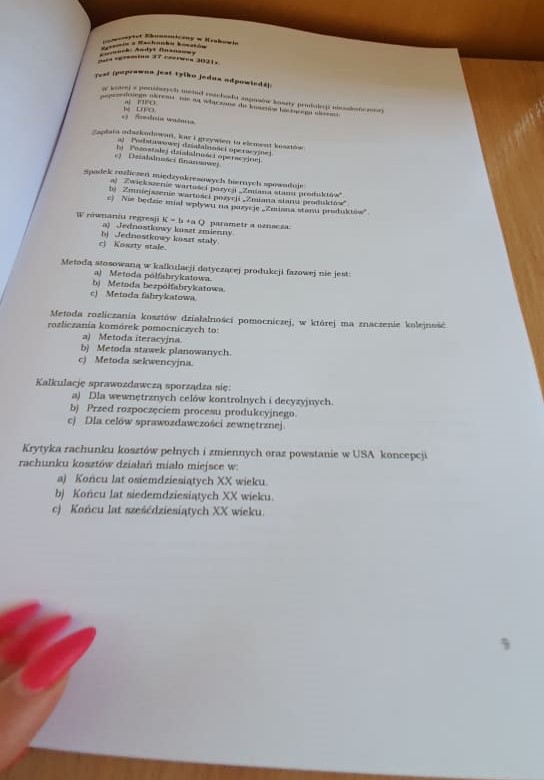 Uniwersytet Ekonomiczny w Krakowie
Egzamin z Rachunku kosztów
Kierunek: Audyt finansowy
Data egzaminu 27 czerwca 2021r.
Test (poprawna jest tylko jedna odpowiedź):
W której z poniższych metod rozchodu zapasów koszty produkcji niezakończonej
poprzedniego okresu nie są włączane do kosztów bieżącego okresu:
a) FIFO.
b) LIFO.
c) Średnia ważona.
Zapłata odszkodowań, kar i grzywien to element kosztów:
a) Podstawowej działalności operacyjnej.
b) Pozostałej działalności operacyjnej.
c) Działalności finansowej.
Spadek rozliczeń międzyokresowych biernych spowoduje:
a) Zwiększenie wartości pozycji „Zmiana stanu produktów".
b) Zmniejszenie wartości pozycji „Zmiana stanu produktów".
c) Nie będzie miał wpływu na pozycję „Zmiana stanu produktów".
W równaniu regresji K = b +a Q parametr a oznacza:
a) Jednostkowy koszt zmienny.
b) Jednostkowy koszt stały.
c) Koszty stałe.
Metodą stosowaną w kalkulacji dotyczącej produkcji fazowej nie jest:
a) Metoda półfabrykatowa.
b) Metoda bezpółfabrykatowa.
c) Metoda fabrykatowa.
Metoda rozliczania kosztów działalności pomocniczej, w której ma znaczenie kolejność
rozliczania komórek pomocniczych to:
a) Metoda iteracyjna.
b) Metoda stawek planowanych.
c) Metoda sekwencyjna.
Kalkulację sprawozdawczą sporządza się:
a) Dla wewnętrznych celów kontrolnych i decyzyjnych.
b) Przed rozpoczęciem procesu produkcyjnego.
c) Dla celów sprawozdawczości zewnętrznej.
Krytyka rachunku kosztów pełnych i zmiennych oraz powstanie w USA koncepcji
rachunku kosztów działań miało miejsce w:
a) Końcu lat osiemdziesiątych XX wieku.
b) Końcu lat siedemdziesiątych XX wieku.
c) Końcu lat sześćdziesiątych XX wieku.